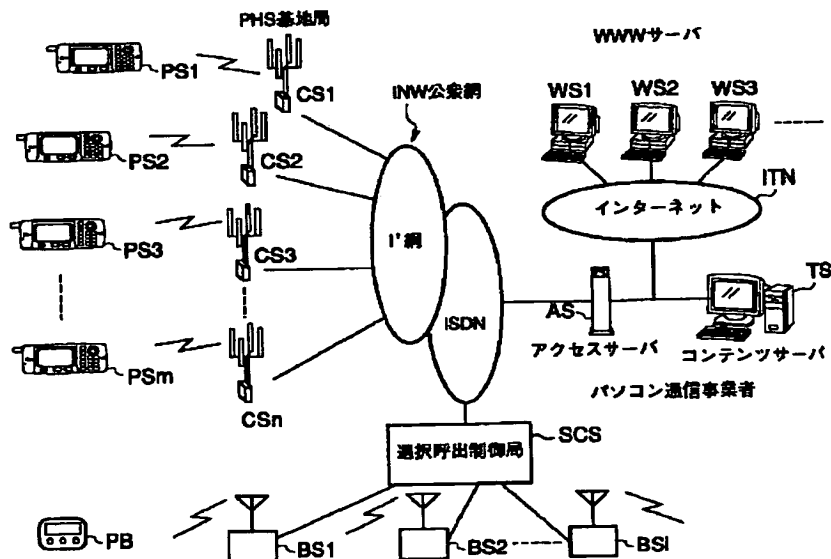 PHS基地局
WWWサーバ
PS1
CS1
WS1
WS2
WS3
INW公衆網
PS2
CS2
ITN
インターネット
PS3
CS3
I'網
TS
ISDN
AS
アクセスサーバ
コンテンツサーバ
PSm
CSn
パソコン通信事業者
選択呼出制御局
SCS
PB
BS1
BS2
BSl